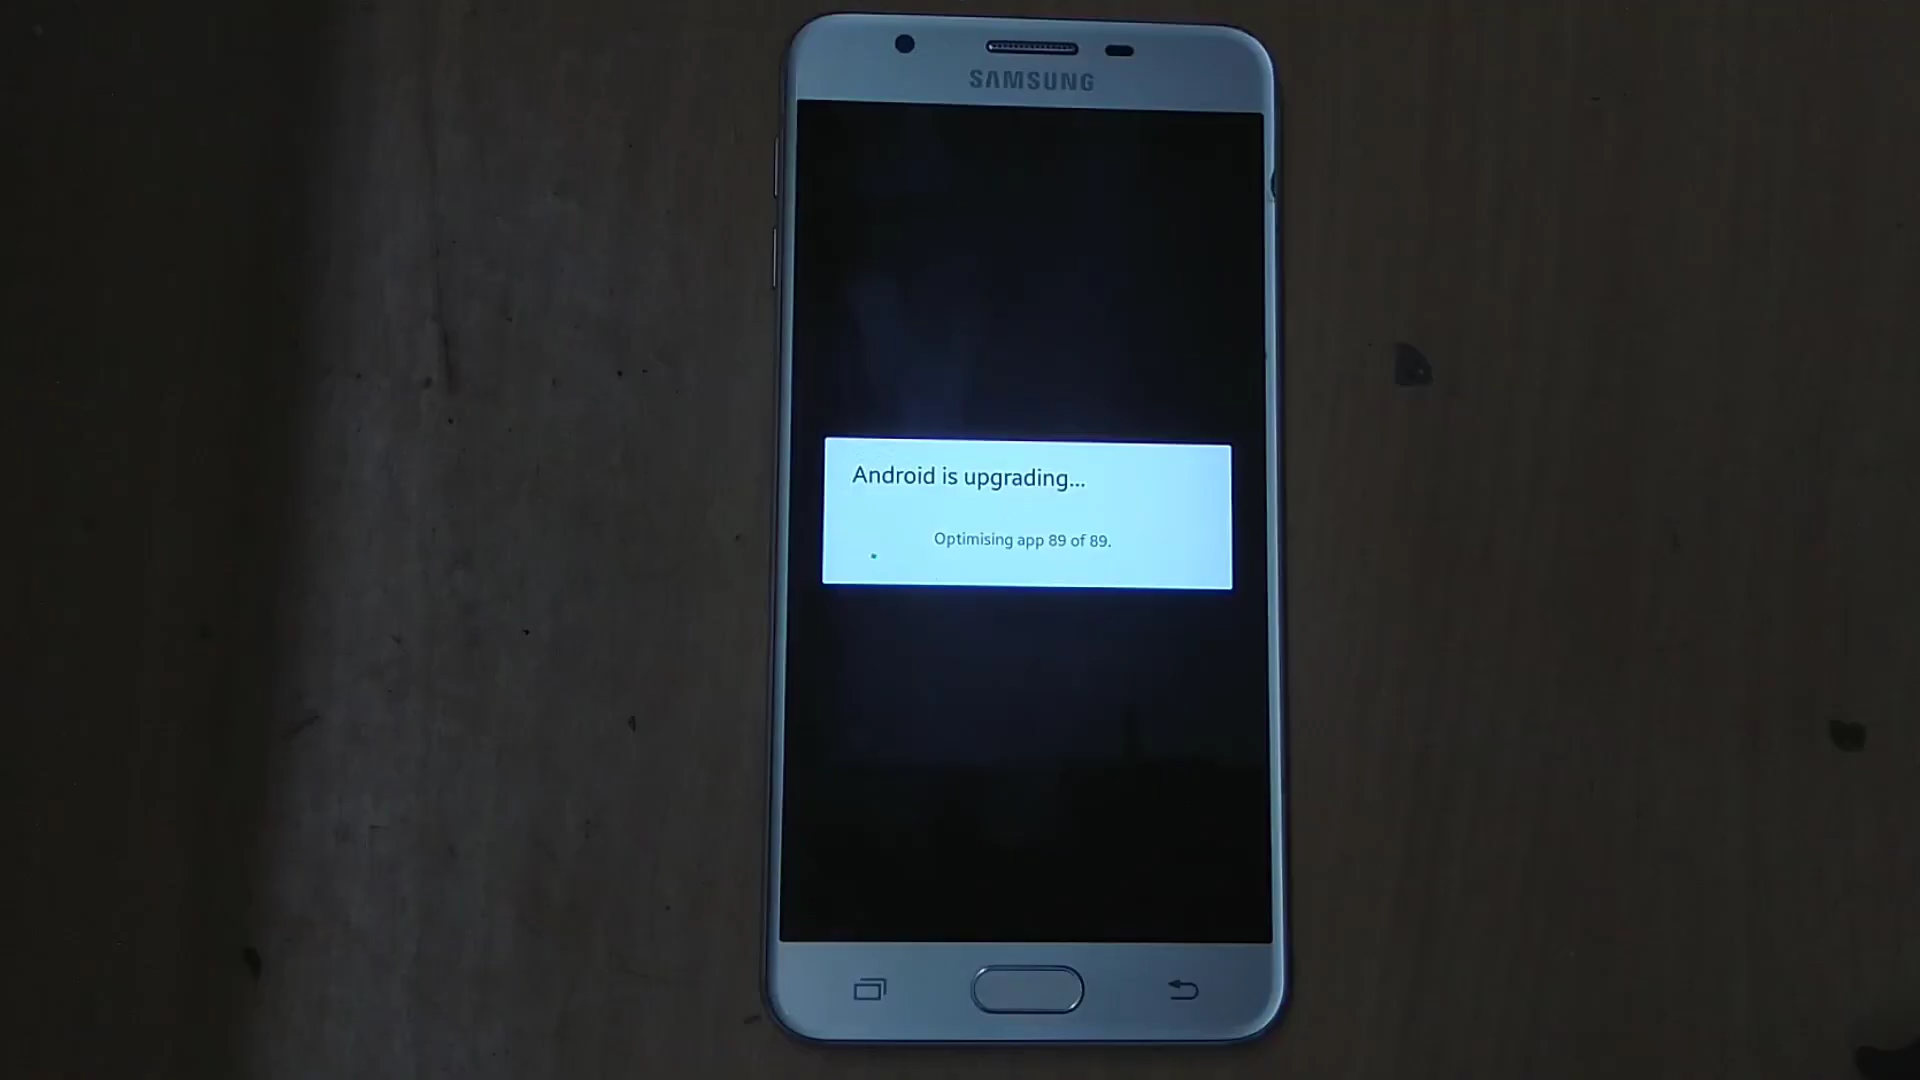 SAMSUNG
Android is upgrading...
Optimising app 89 of 89.